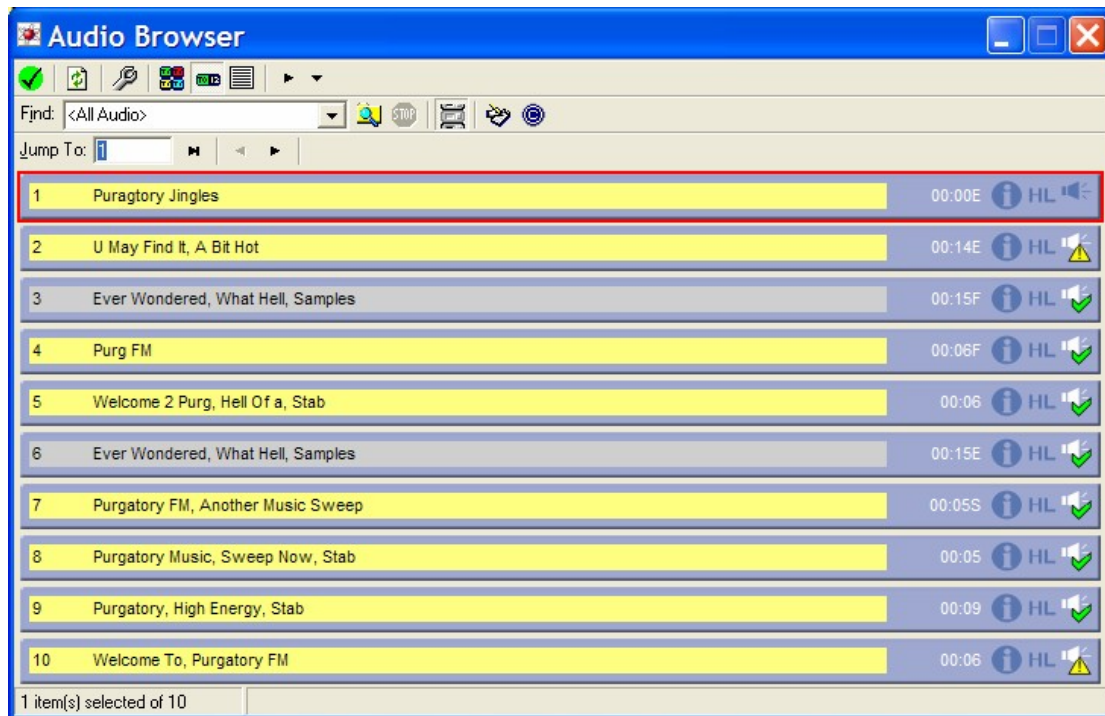 Audio Browser
Find: <All Audio> STOP
Jump To: 1
1 Puragtory Jingles 00:00E HL
2 U May Find It, A Bit Hot 00:14E HL
3 Ever Wondered, What Hell, Samples 00:15F HL
4 Purg FM 00:06F HL
5 Welcome 2 Purg, Hell Of a, Stab 00:06 HL
6 Ever Wondered, What Hell, Samples 00:15E HL
7 Purgatory FM, Another Music Sweep 00:05S HL
8 Purgatory Music, Sweep Now, Stab 00:05 HL
9 Purgatory, High Energy, Stab 00:09 HL
10 Welcome To, Purgatory FM 00:06 HL
1 item(s) selected of 10